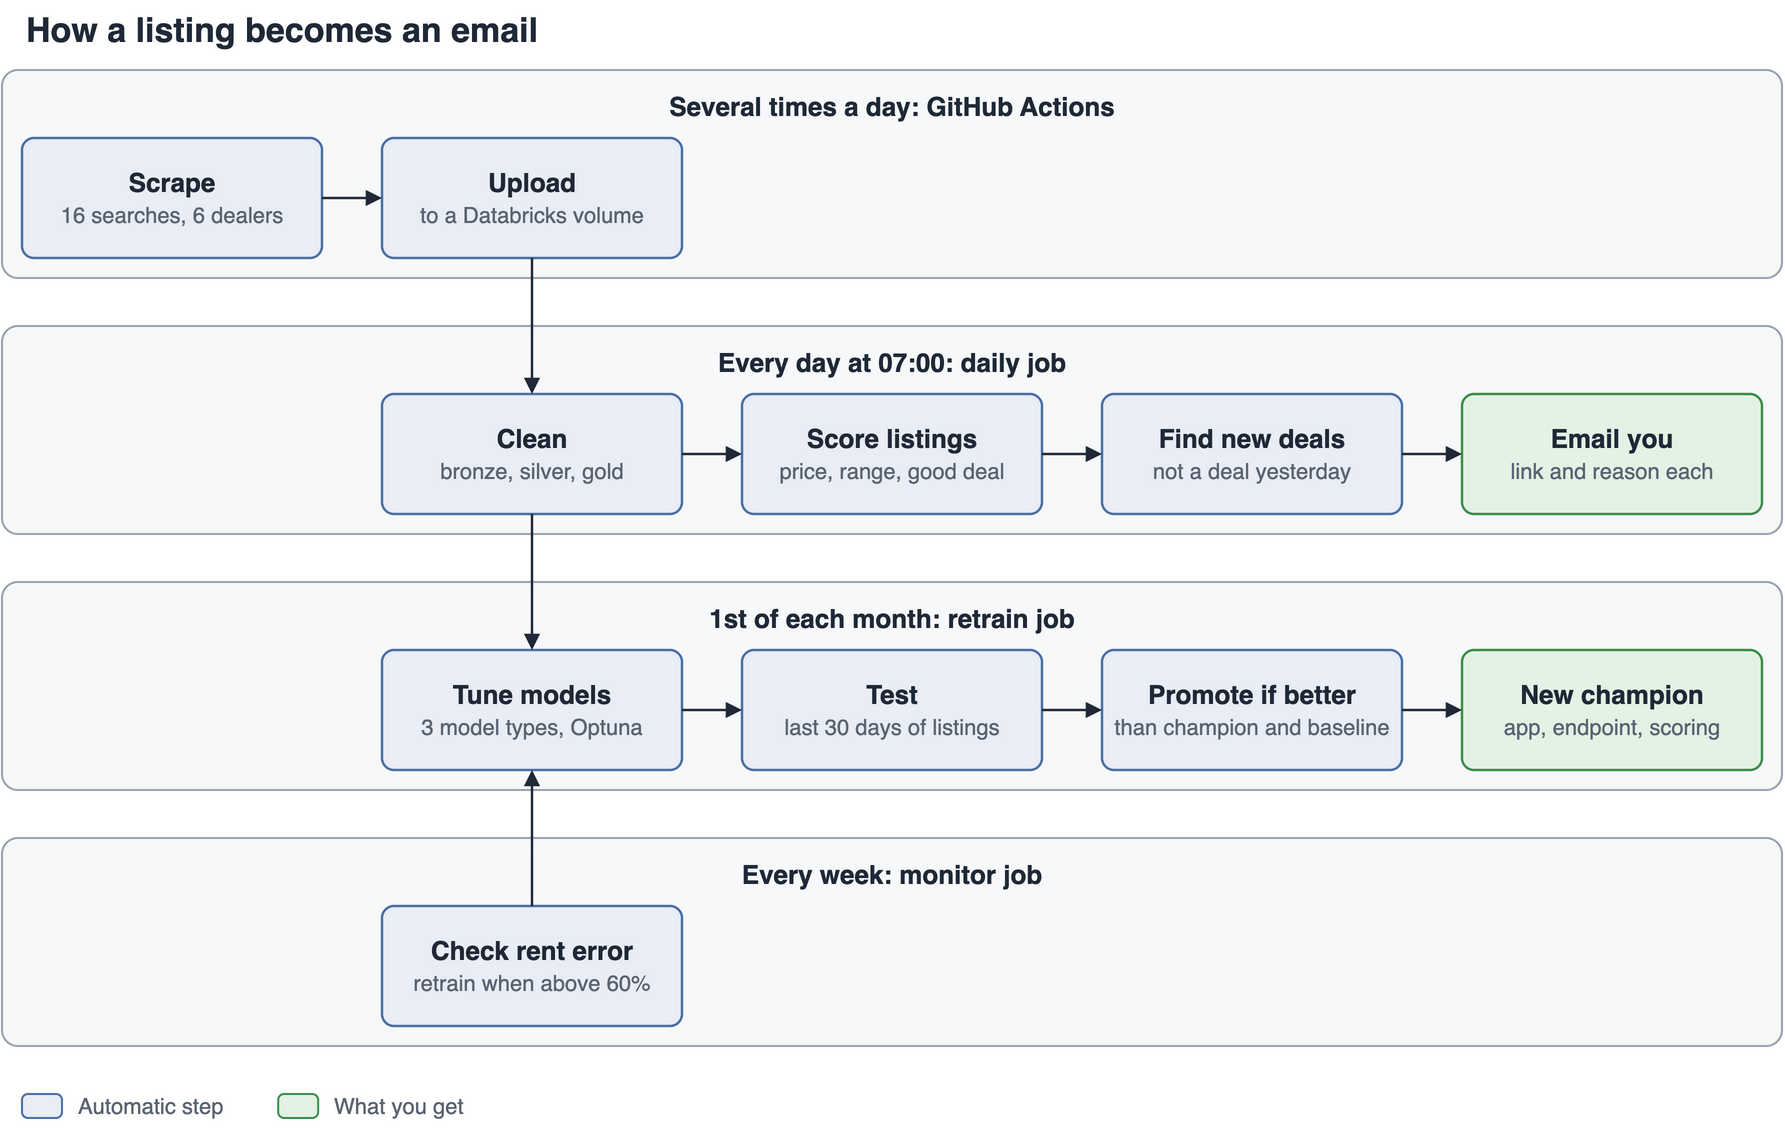 How a listing becomes an email
Several times a day: GitHub Actions
Scrape
16 searches, 6 dealers
Upload
to a Databricks volume
Every day at 07:00: daily job
Clean
bronze, silver, gold
Score listings
price, range, good deal
Find new deals
not a deal yesterday
Email you
link and reason each
1st of each month: retrain job
Tune models
3 model types, Optuna
Test
last 30 days of listings
Promote if better
than champion and baseline
New champion
app, endpoint, scoring
Every week: monitor job
Check rent error
retrain when above 60%
Automatic step
What you get